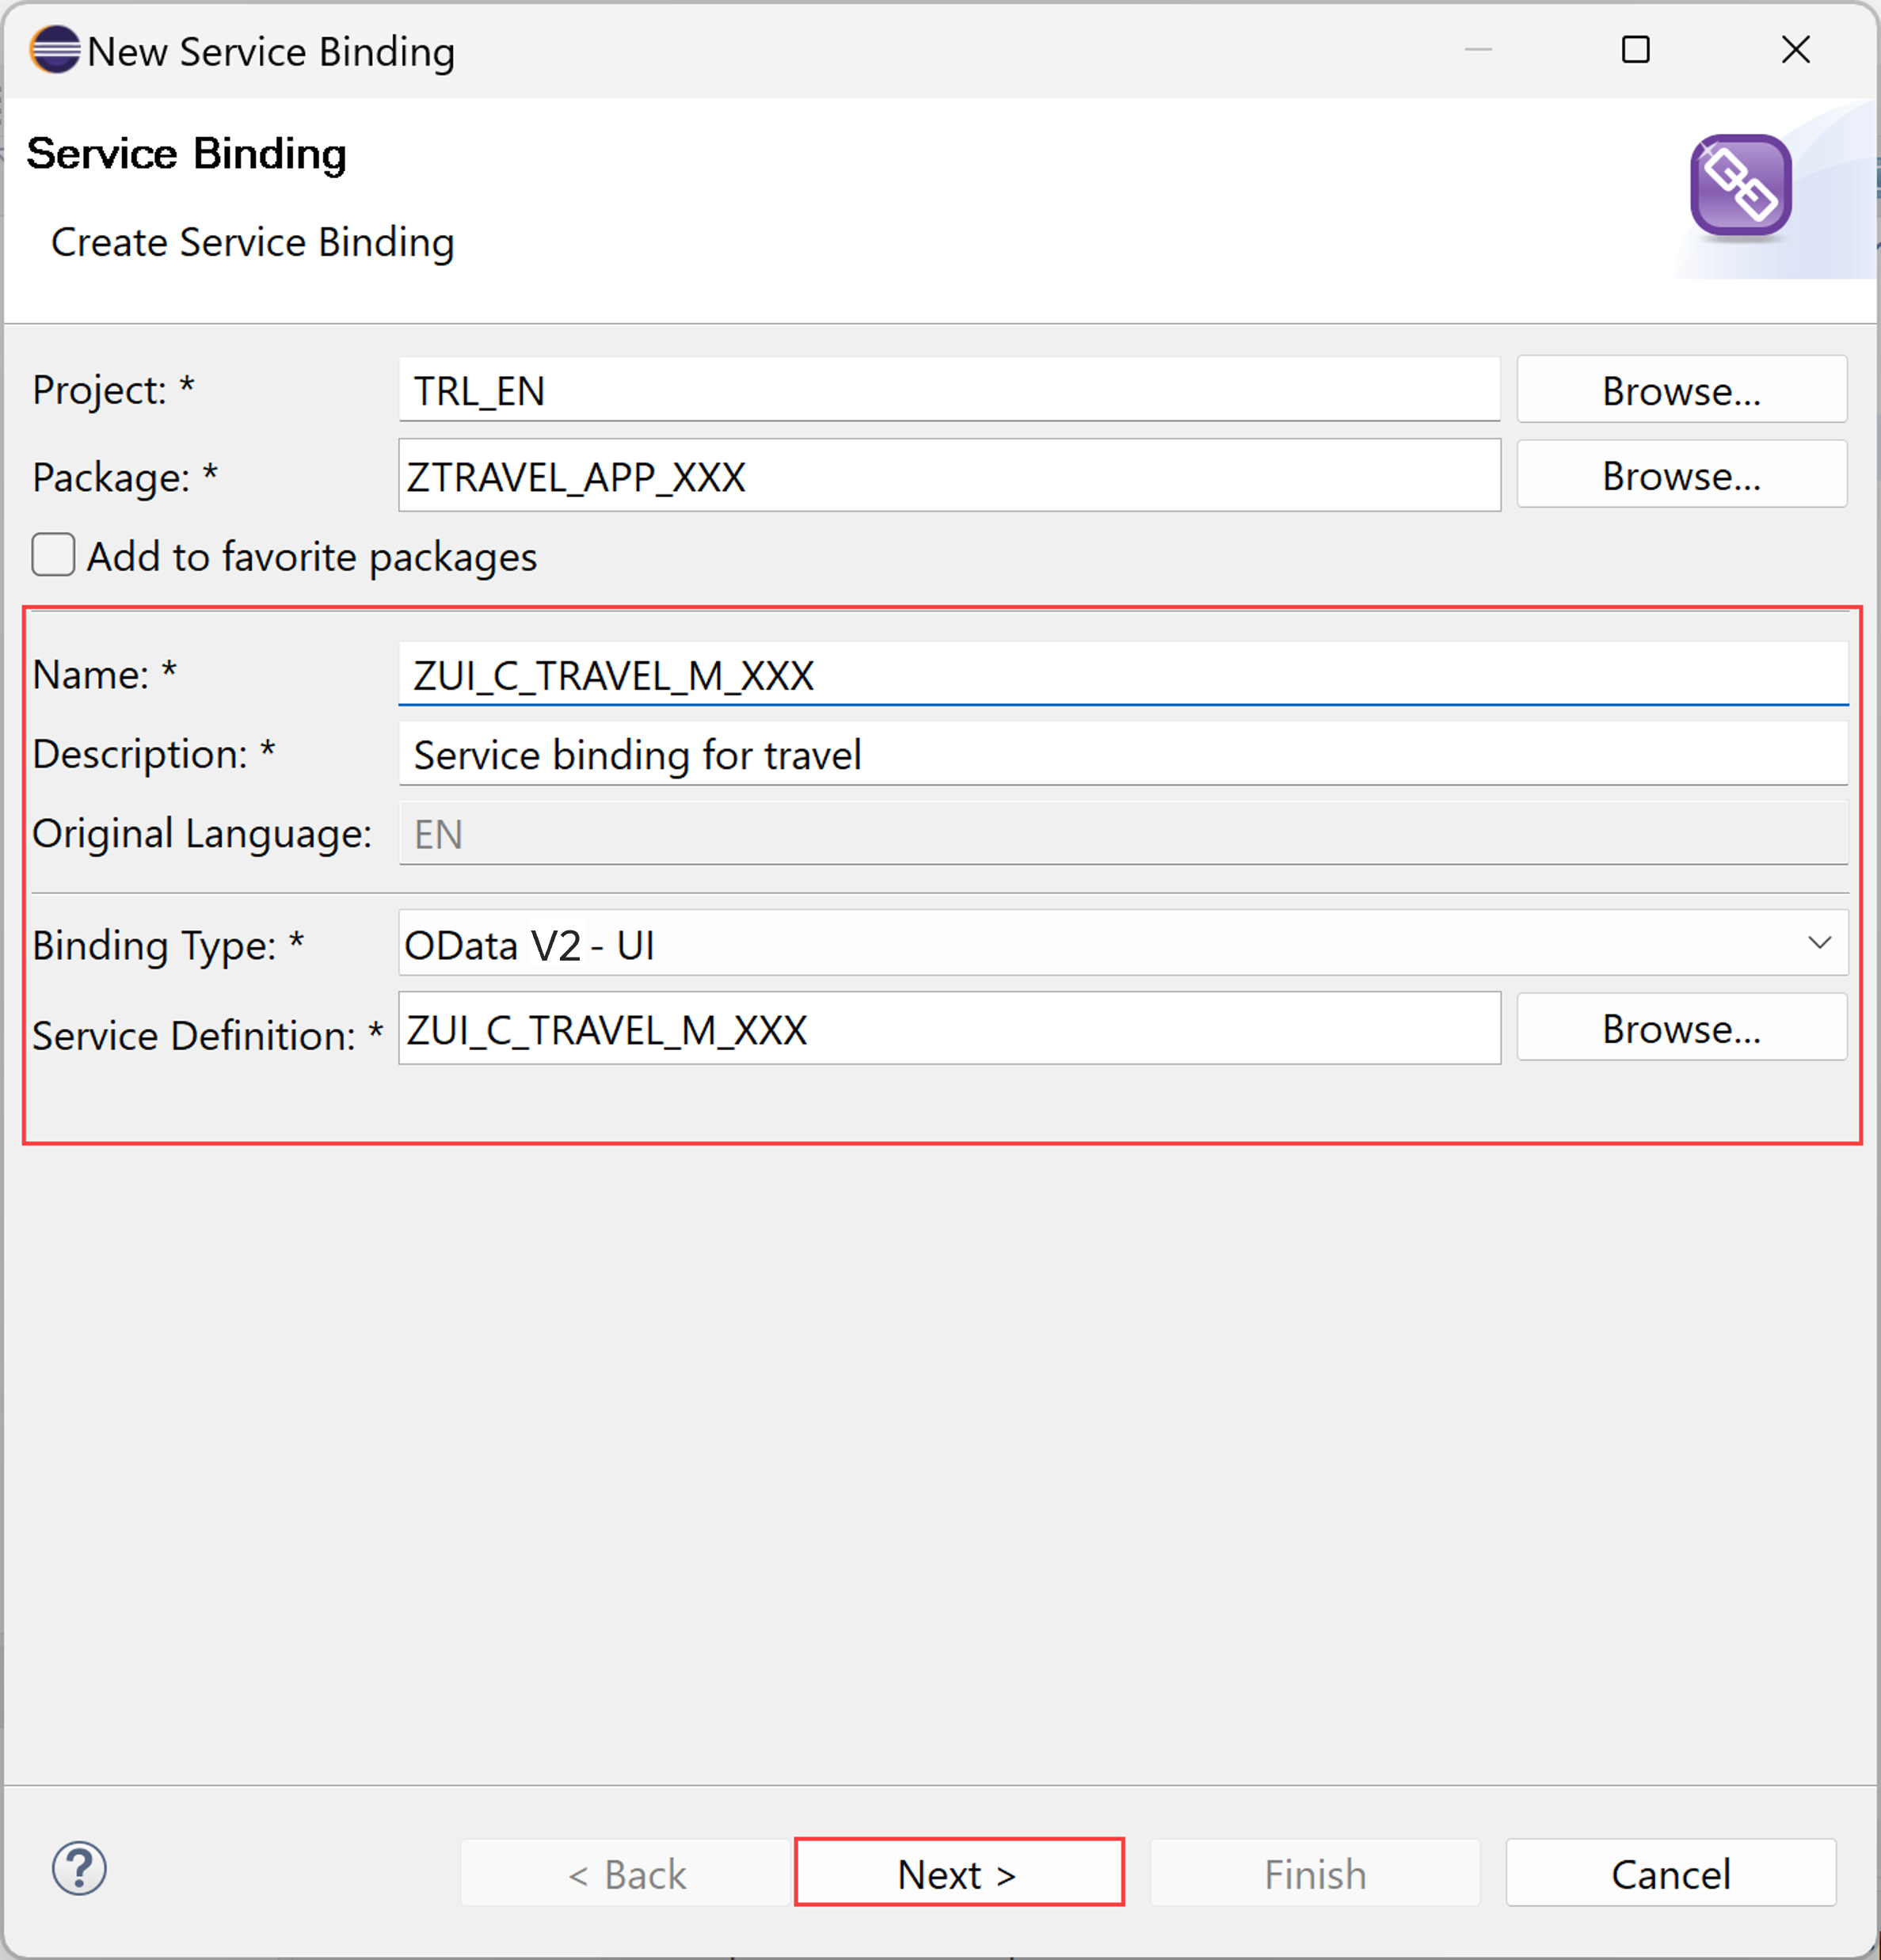 New Service Binding
Service Binding
Create Service Binding
Project: * TRL_EN Browse...
Package: * ZTRAVEL_APP_XXX Browse...
Add to favorite packages
Name: * ZUI_C_TRAVEL_M_XXX
Description: * Service binding for travel
Original Language: EN
Binding Type: * OData V2 - UI
Service Definition: * ZUI_C_TRAVEL_M_XXX Browse...
? < Back Next > Finish Cancel